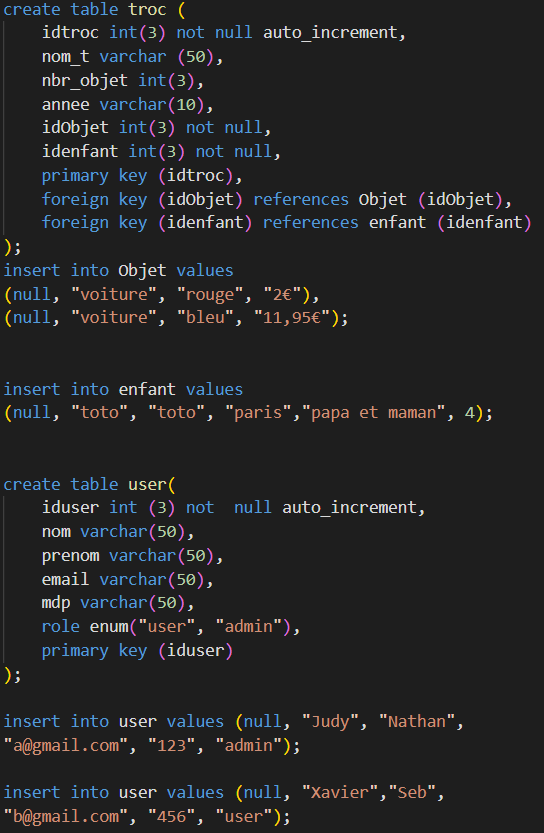 create table troc (
idtroc int(3) not null auto_increment,
nom_t varchar (50),
nbr_objet int(3),
annee varchar(10),
idObjet int(3) not null,
idenfant int(3) not null,
primary key (idtroc),
foreign key (idObjet) references Objet (idObjet),
foreign key (idenfant) references enfant (idenfant)
);
insert into Objet values
(null, "voiture", "rouge", "2€"),
(null, "voiture", "bleu", "11,95€");
insert into enfant values
(null, "toto", "toto", "paris","papa et maman", 4);
create table user(
iduser int (3) not  null auto_increment,
nom varchar(50),
prenom varchar(50),
email varchar(50),
mdp varchar(50),
role enum("user", "admin"),
primary key (iduser)
);
insert into user values (null, "Judy", "Nathan",
"a@gmail.com", "123", "admin");
insert into user values (null, "Xavier","Seb",
"b@gmail.com", "456", "user");